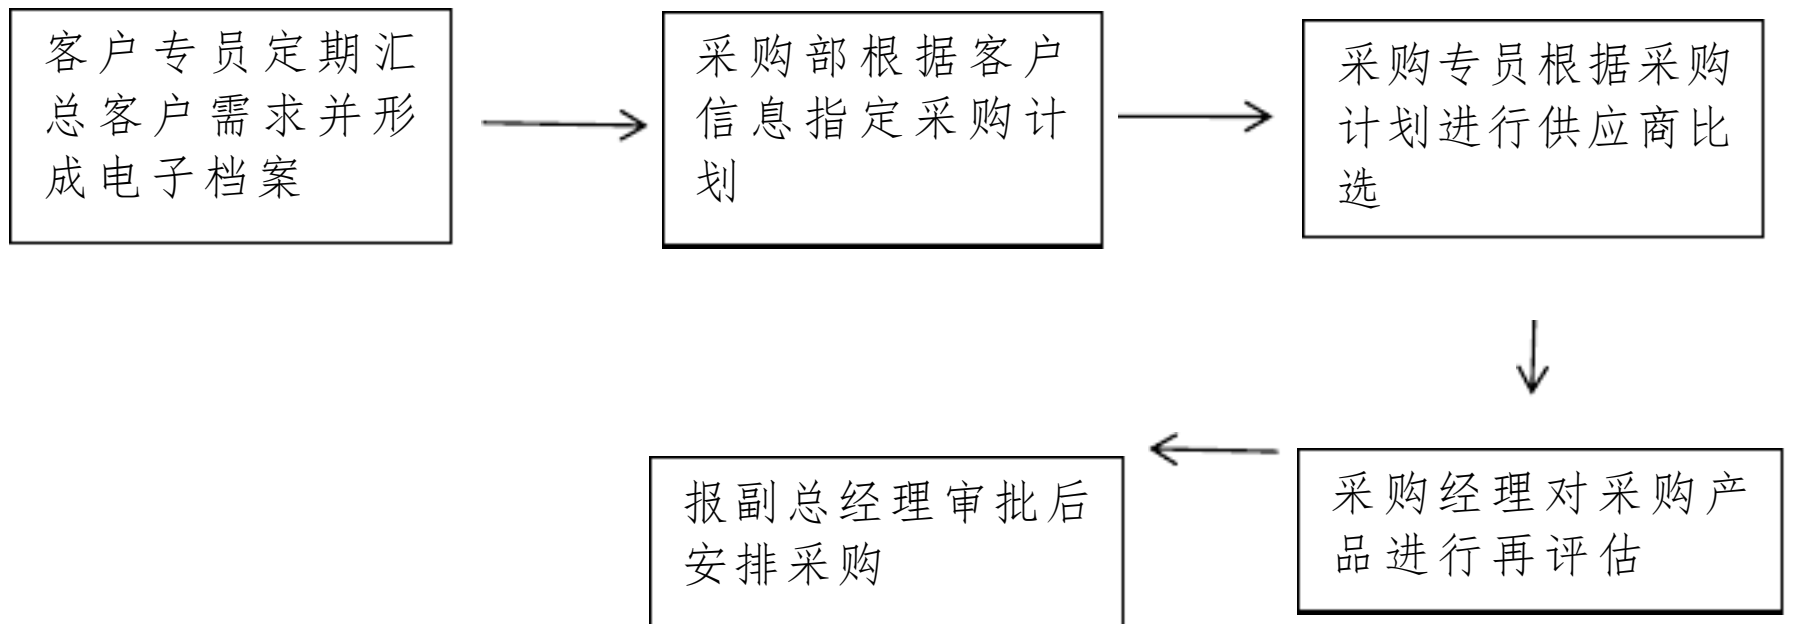 客户专员定期汇
总客户需求并形
成电子档案
采购部根据客户
信息指定采购计
划
采购专员根据采购
计划进行供应商比
选
采购经理对采购产
品进行再评估
报副总经理审批后
安排采购